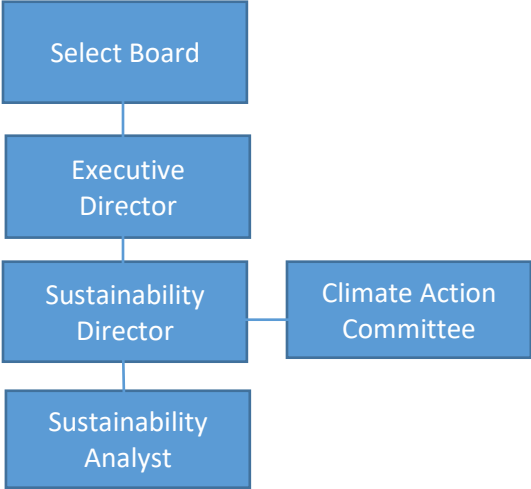 Select Board
Executive
Director
Sustainability
Director
Climate Action
Committee
Sustainability
Analyst